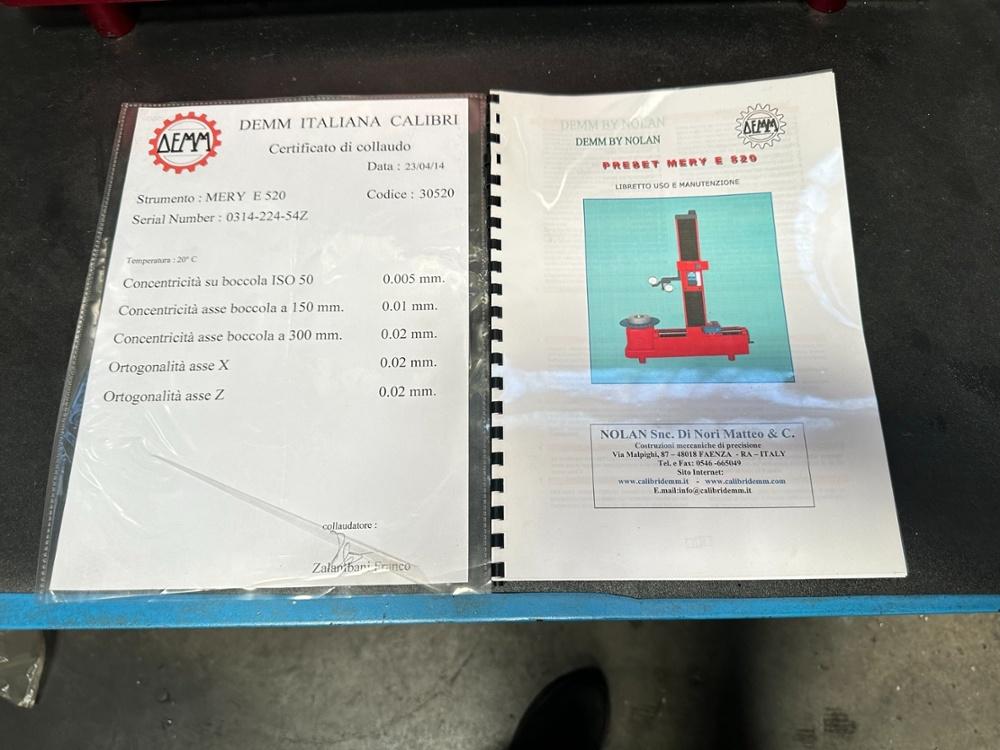 DEMM
DEMM ITALIANA CALIBRI
Certificato di collaudo
Data : 23/04/14
Strumento : MERY E 520
Codice : 30520
Serial Number : 0314-224-54Z
Temperatura : 20° C
Concentricità su boccola ISO 50 0.005 mm.
Concentricità asse boccola a 150 mm. 0.01 mm.
Concentricità asse boccola a 300 mm. 0.02 mm.
Ortogonalità asse X 0.02 mm.
Ortogonalità asse Z 0.02 mm.
collaudatore :
Franco
DEMM BY NOLAN
DEMM BY NOLAN
DEMM
PRESET MERY E 520
LIBRETTO USO E MANUTENZIONE
NOLAN Snc. Di Nori Matteo & C.
Costruzioni meccaniche di precisione
Via Malpighi, 87 – 48018 FAENZA - RA – ITALY
Tel. e Fax: 0546 -665049
Sito Internet:
www.calibridemm.it - www.calibridemm.com
E.mail:info@calibridemm.it